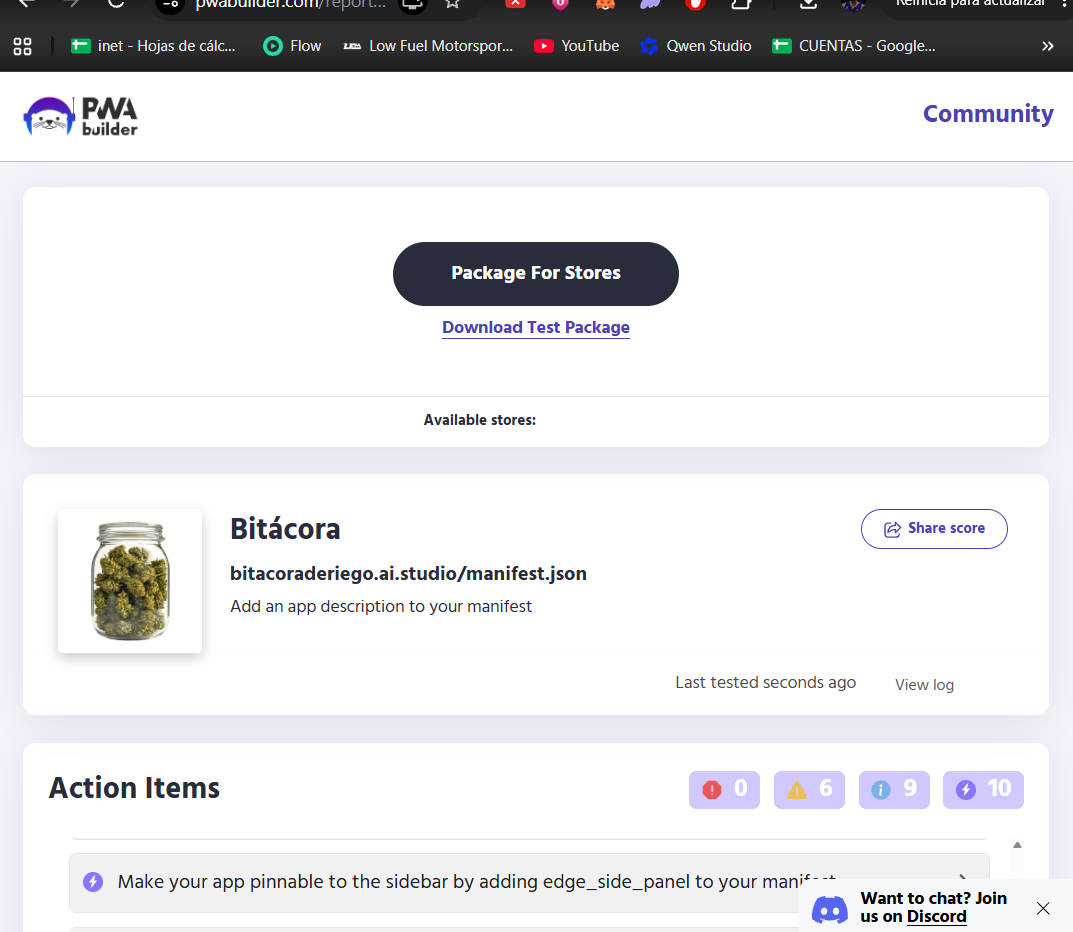 pwabuilder.com/report...
Reinicia para actualizar
inet - Hojas de cálc...
Flow
Low Fuel Motorspor...
YouTube
Qwen Studio
CUENTAS - Google...
PWA
builder
Community
Package For Stores
Download Test Package
Available stores:
Bitácora
Share score
bitacoraderiego.ai.studio/manifest.json
Add an app description to your manifest
Last tested seconds ago
View log
Action Items
0
6
9
10
Make your app pinnable to the sidebar by adding edge_side_panel to your manifest
Want to chat? Join
us on Discord